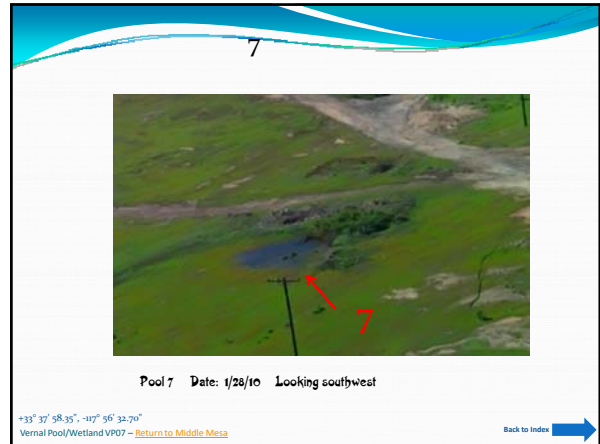 7
7
Pool 7 Date: 1/28/10 Looking southwest
+33° 37' 58.35", -117° 56' 32.70"
Vernal Pool/Wetland VP07 – Return to Middle Mesa
Back to Index